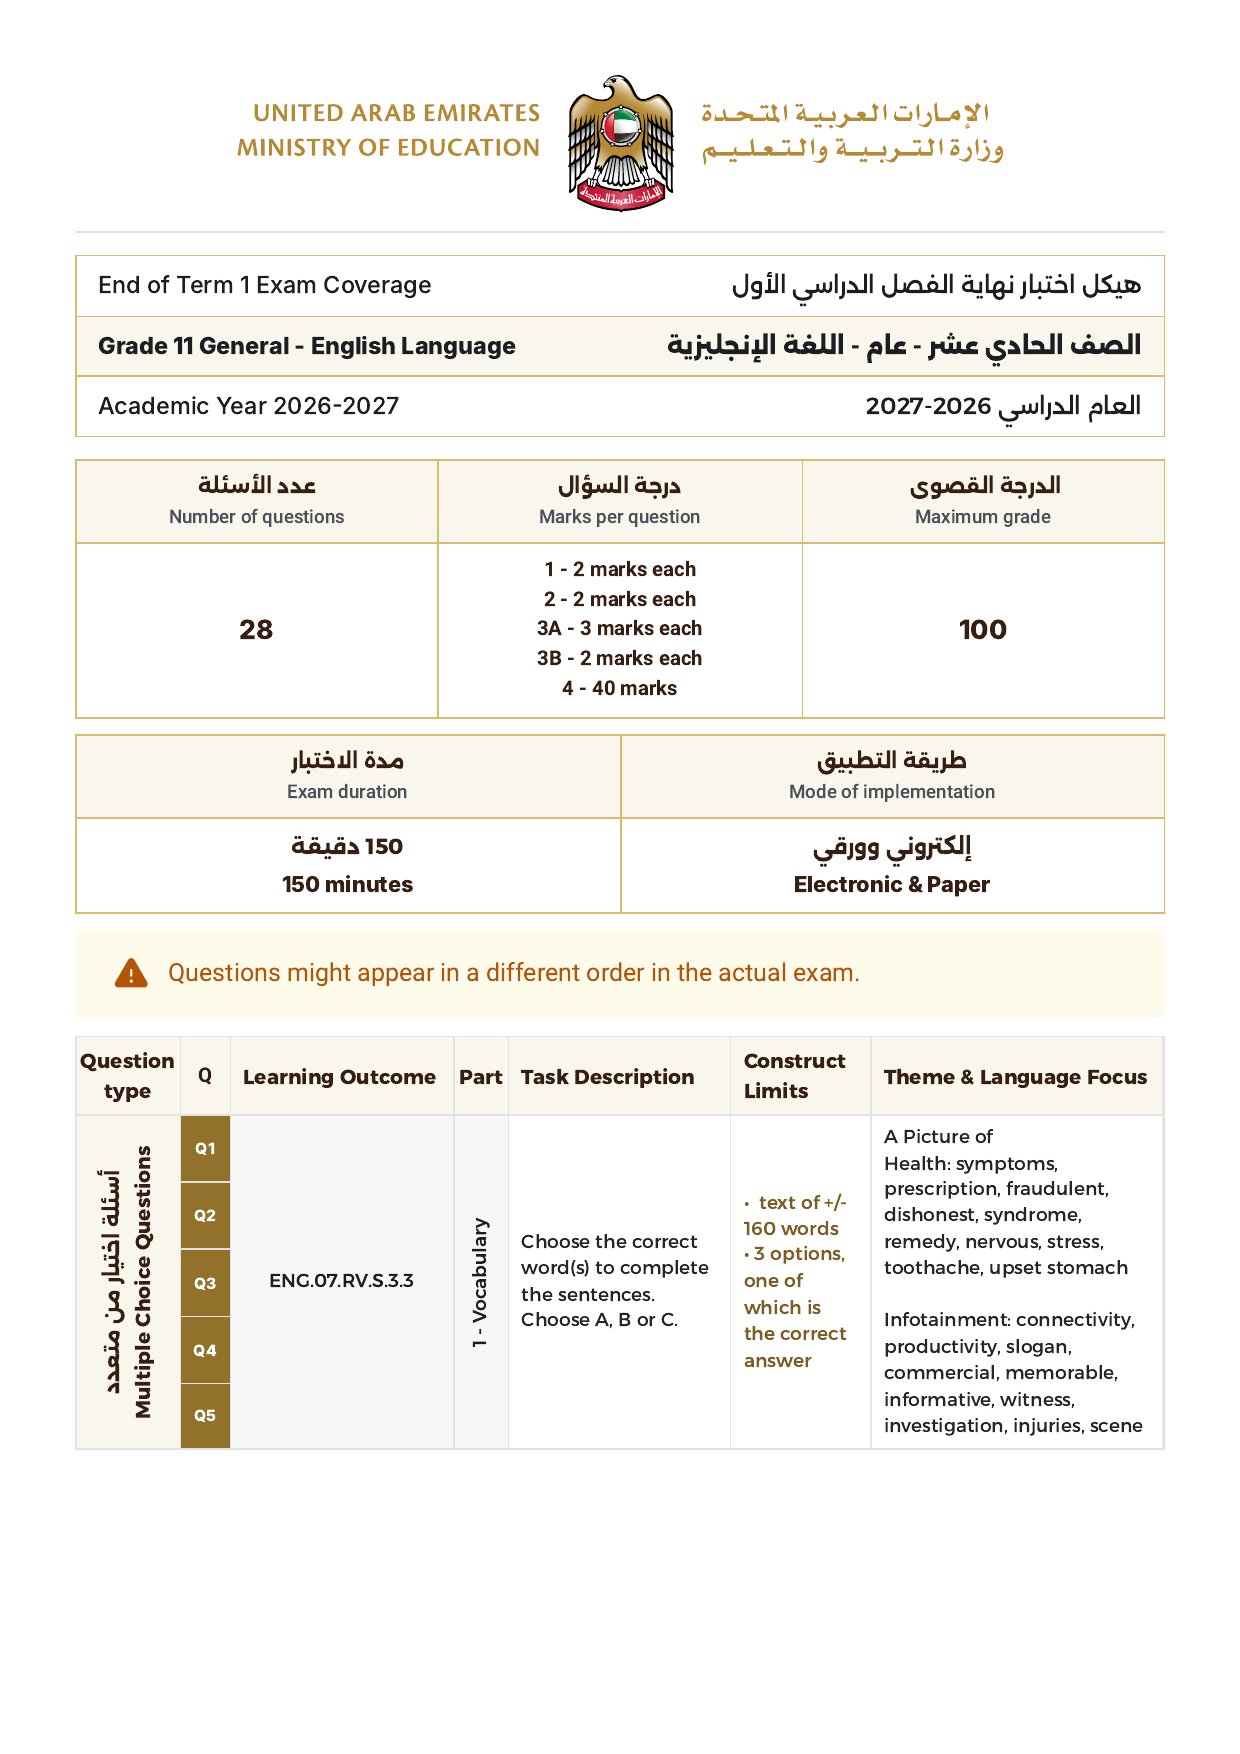 UNITED ARAB EMIRATES
MINISTRY OF EDUCATION
الإمارات العربية المتحدة
وزارة التربية والتعليم
الإمارات العربية المتحدة
End of Term 1 Exam Coverage
هيكل اختبار نهاية الفصل الدراسي الأول
Grade 11 General - English Language
الصف الحادي عشر - عام - اللغة الإنجليزية
Academic Year 2026-2027
العام الدراسي 2026-2027
عدد الأسئلة
Number of questions
درجة السؤال
Marks per question
الدرجة القصوى
Maximum grade
28
1 - 2 marks each
2 - 2 marks each
3A - 3 marks each
3B - 2 marks each
4 - 40 marks
100
مدة الاختبار
Exam duration
طريقة التطبيق
Mode of implementation
150 دقيقة
150 minutes
إلكتروني وورقي
Electronic & Paper
Questions might appear in a different order in the actual exam.
Question
type
Q
Learning Outcome
Part
Task Description
Construct
Limits
Theme & Language Focus
أسئلة اختيار من متعدد
Multiple Choice Questions
Q1
Q2
Q3
Q4
Q5
ENG.07.RV.S.3.3
1 - Vocabulary
Choose the correct
word(s) to complete
the sentences.
Choose A, B or C.
• text of +/-
160 words
• 3 options,
one of
which is
the correct
answer
A Picture of
Health: symptoms,
prescription, fraudulent,
dishonest, syndrome,
remedy, nervous, stress,
toothache, upset stomach
Infotainment: connectivity,
productivity, slogan,
commercial, memorable,
informative, witness,
investigation, injuries, scene